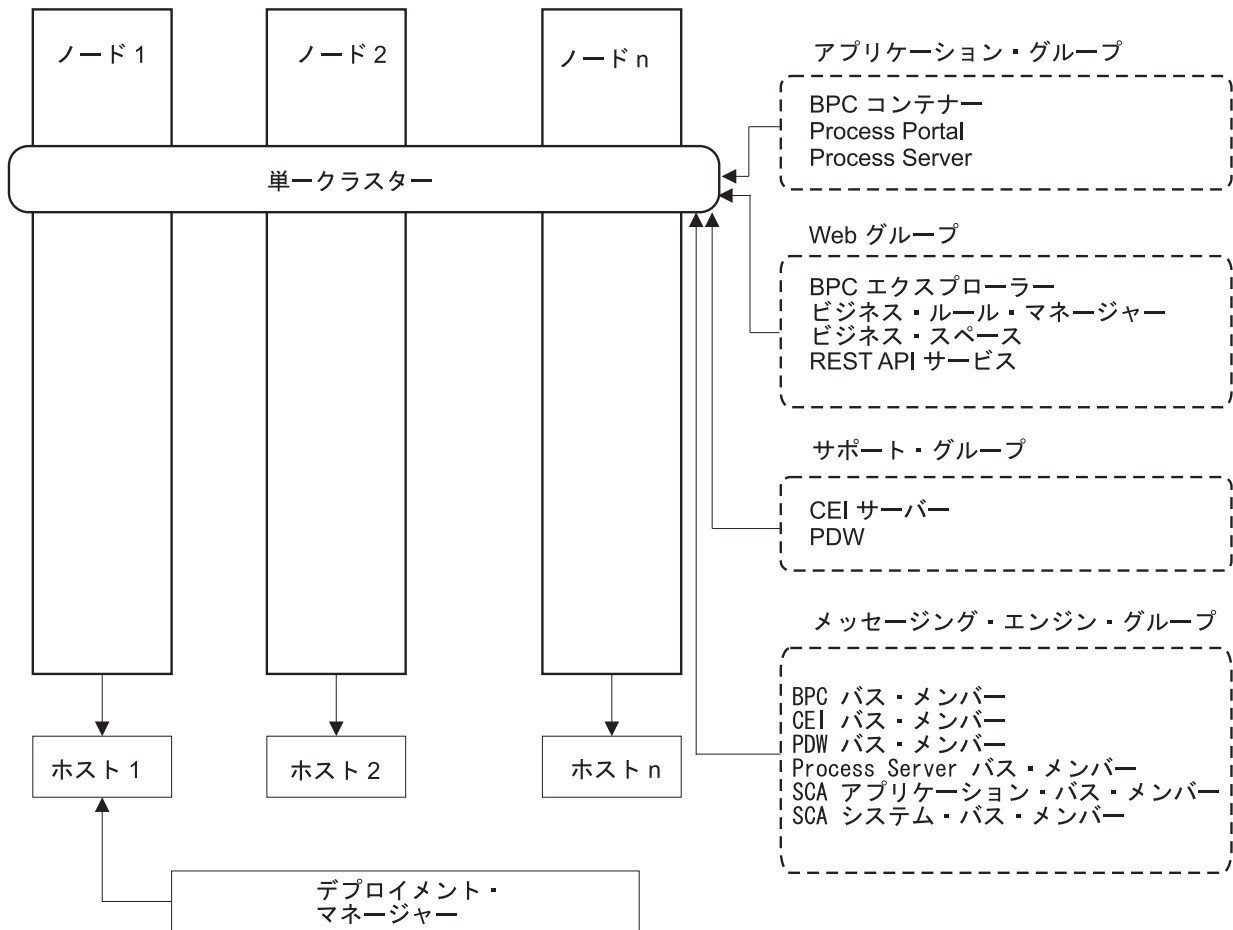 ノード 1
ノード 2
ノード n
単一クラスター
アプリケーション・グループ
BPC コンテナー
Process Portal
Process Server
Web グループ
BPC エクスプローラー
ビジネス・ルール・マネージャー
ビジネス・スペース
REST API サービス
サポート・グループ
CEI サーバー
PDW
メッセージング・エンジン・グループ
BPC バス・メンバー
CEI バス・メンバー
PDW バス・メンバー
Process Server バス・メンバー
SCA アプリケーション・バス・メンバー
SCA システム・バス・メンバー
ホスト 1
ホスト 2
ホスト n
デプロイメント・
マネージャー